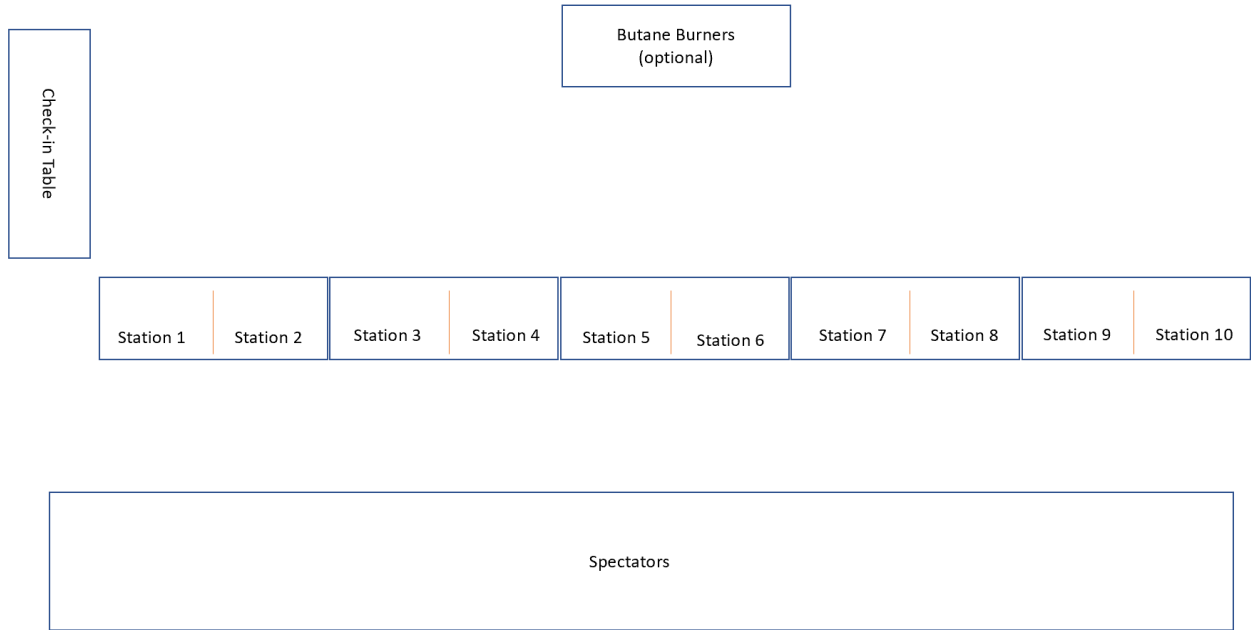 Butane Burners
(optional)
Check-in Table
Station 1
Station 2
Station 3
Station 4
Station 5
Station 6
Station 7
Station 8
Station 9
Station 10
Spectators